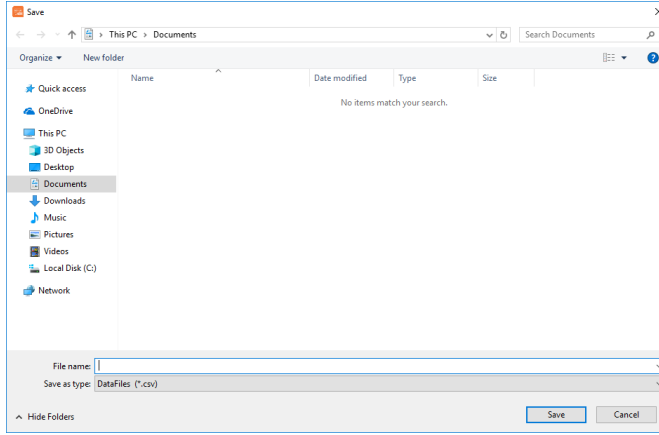 Save
This PC > Documents
Search Documents
Organize
New folder
Name
Date modified
Type
Size
No items match your search.
Quick access
OneDrive
This PC
3D Objects
Desktop
Documents
Downloads
Music
Pictures
Videos
Local Disk (C:)
Network
File name:
Save as type: DataFiles (*.csv)
Hide Folders
Save
Cancel